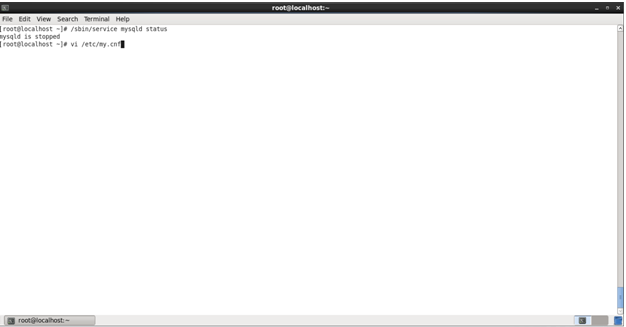 root@localhost:~
File Edit View Search Terminal Help
[root@localhost ~]# /sbin/service mysqld status
mysqld is stopped
[root@localhost ~]# vi /etc/my.cnf
root@localhost:~